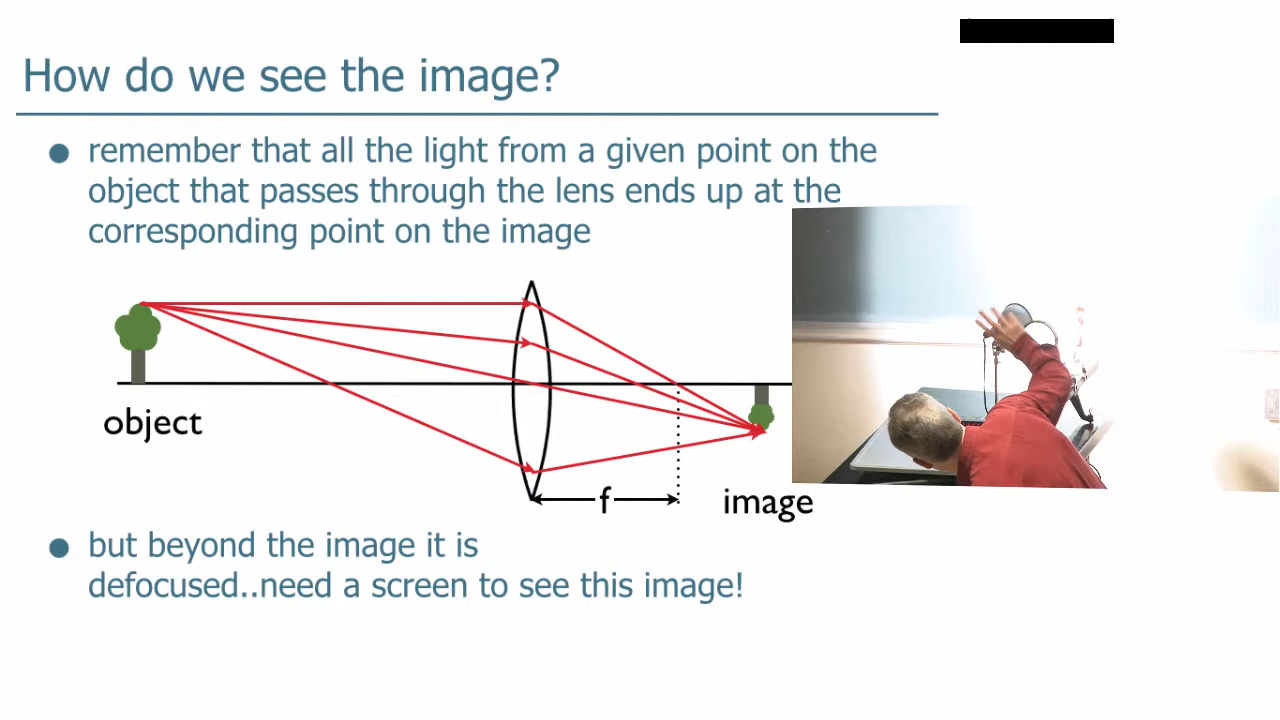 How do we see the image?
● remember that all the light from a given point on the
object that passes through the lens ends up at the
corresponding point on the image
object
f
image
● but beyond the image it is
defocused..need a screen to see this image!